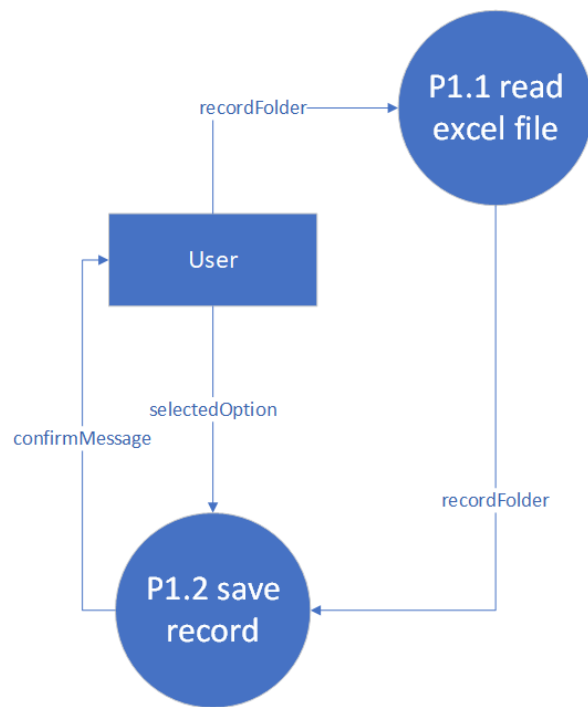 P1.1 read
excel file
recordFolder
User
selectedOption
confirmMessage
recordFolder
P1.2 save
record